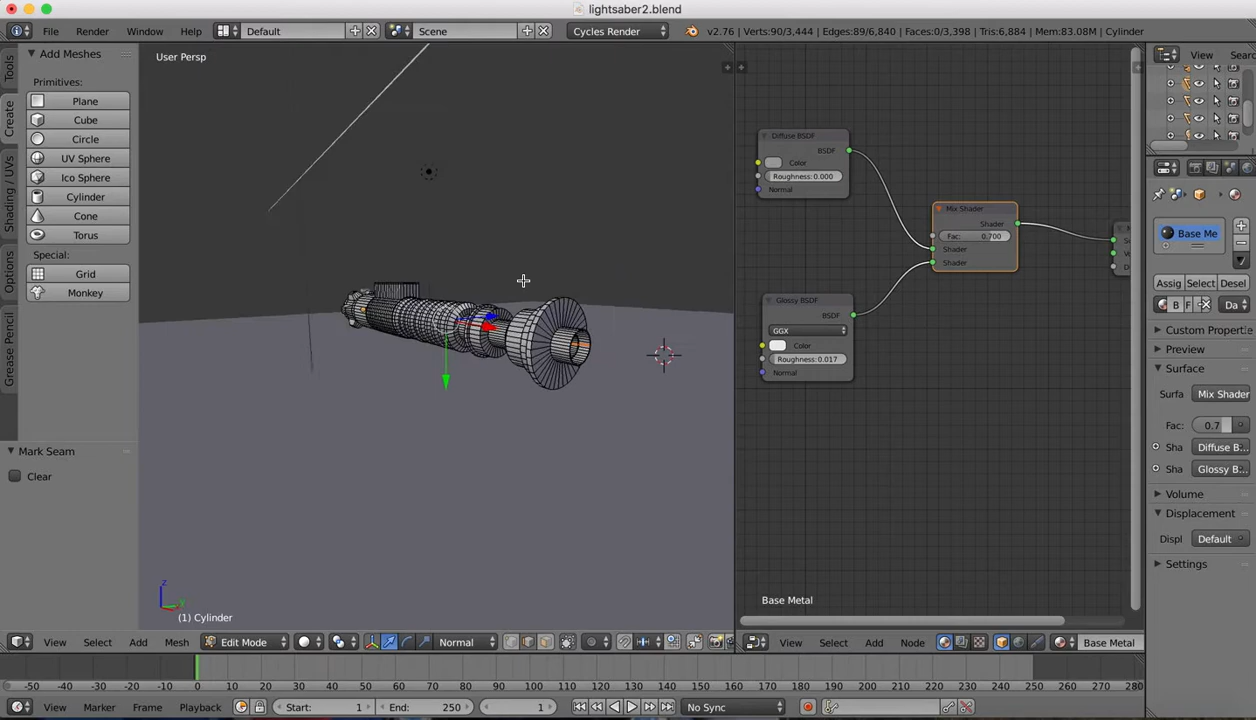 lightsaber2.blend
File Render Window Help Default Scene Cycles Render v2.76 | Verts:90/3,444 | Edges:89/6,840 | Faces:0/3,398 | Tris:6,884 | Mem:83.08M | Cylinder
Tools
Create
Shading / UVs
Options
Grease Pencil
Add Meshes
Primitives:
Plane
Cube
Circle
UV Sphere
Ico Sphere
Cylinder
Cone
Torus
Special:
Grid
Monkey
Mark Seam
Clear
User Persp
z
(1) Cylinder
Diffuse BSDF
BSDF
Color
Roughness:0.000
Normal
Glossy BSDF
BSDF
GGX
Color
Roughness:0.017
Normal
Mix Shader
Shader
Fac: 0.700
Shader
Shader
Base Metal
View Searc
Base Me
Assig Select Desel
B F Da
Custom Propertie
Preview
Surface
Surfa Mix Shader
Fac: 0.7
Sha Diffuse B...
Sha Glossy B...
Volume
Displacement
Displ Default
Settings
View Select Add Mesh Edit Mode Normal
View Select Add Node Base Metal
-50 -40 -30 -20 -10 0 10 20 30 40 50 60 70 80 90 100 110 120 130 140 150 160 170 180 190 200 210 220 230 240 250 260 270 280
View Marker Frame Playback Start: 1 End: 250 1 No Sync